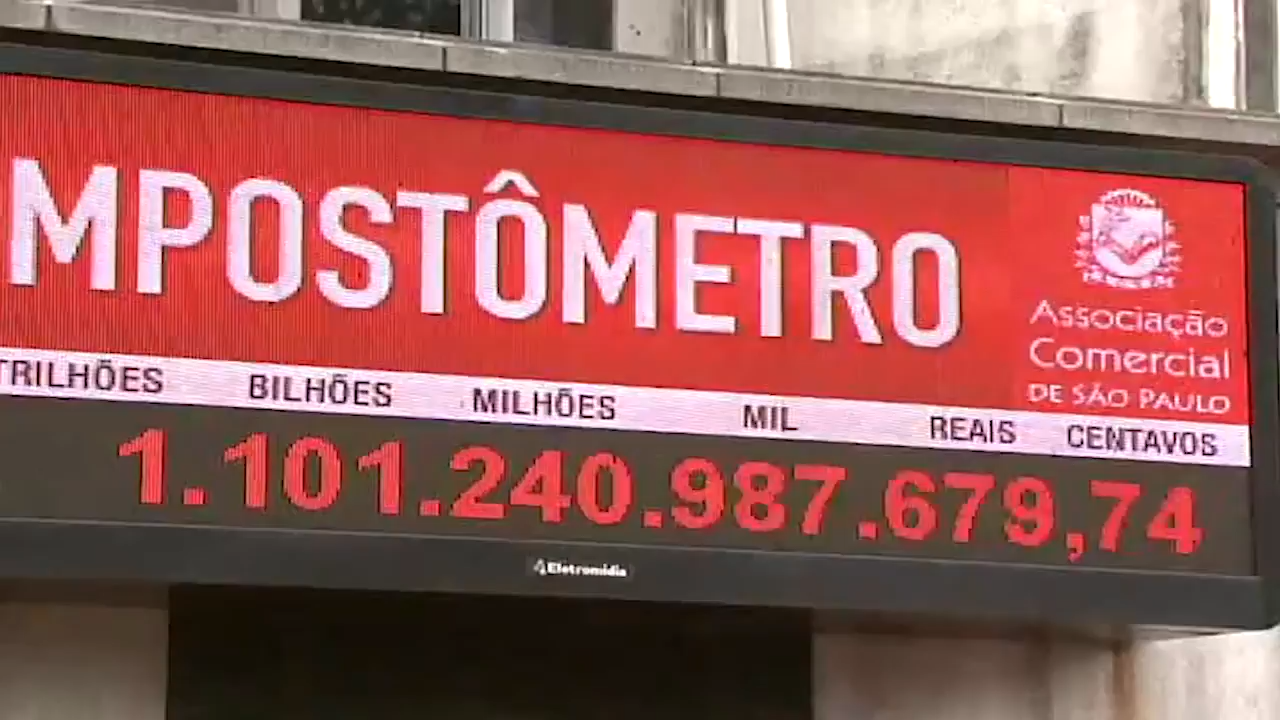 MPOSTÔMETRO
Associação
Comercial
DE SÃO PAULO
TRILHÕES BILHÕES MILHÕES MIL REAIS CENTAVOS
1.101.240.987.679,74
Eletromidia